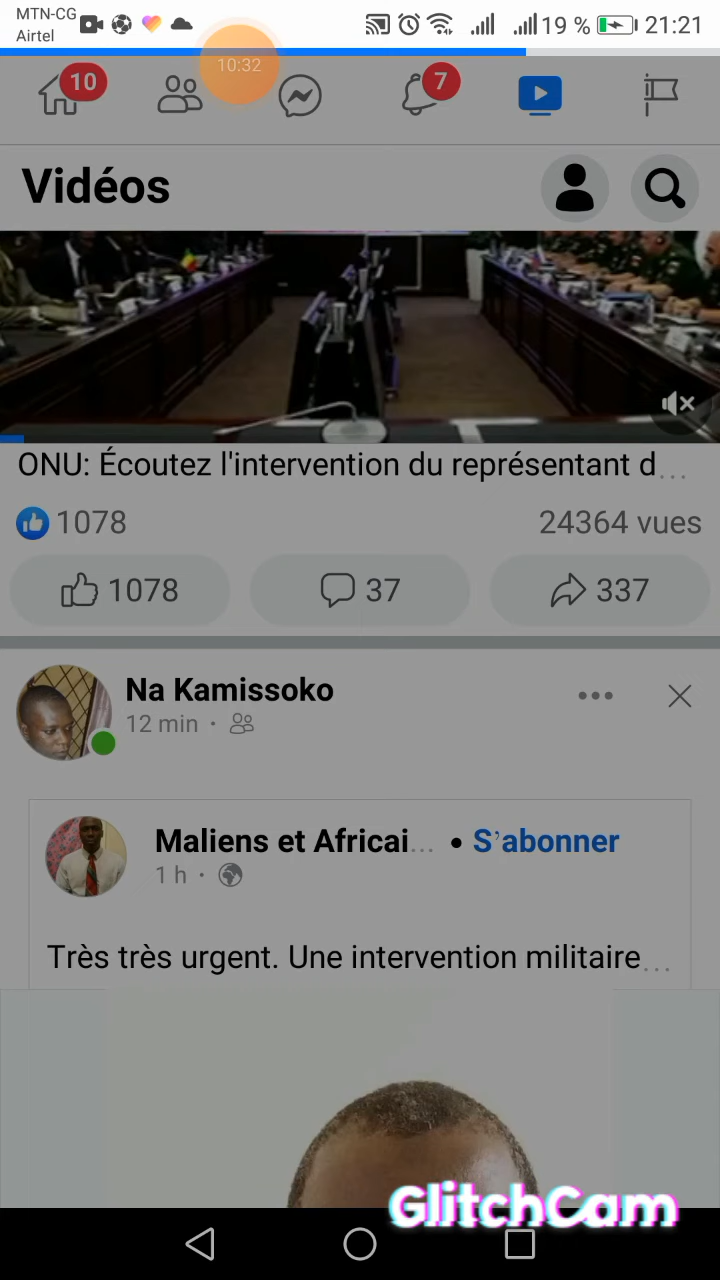 MTN-CG
Airtel
19 % 21:21
10:32
10
7
Vidéos
ONU: Écoutez l'intervention du représentant d...
1078
24364 vues
1078
37
337
Na Kamissoko
12 min ·
Maliens et Africai... • S'abonner
1 h ·
Très très urgent. Une intervention militaire...
GlitchCam